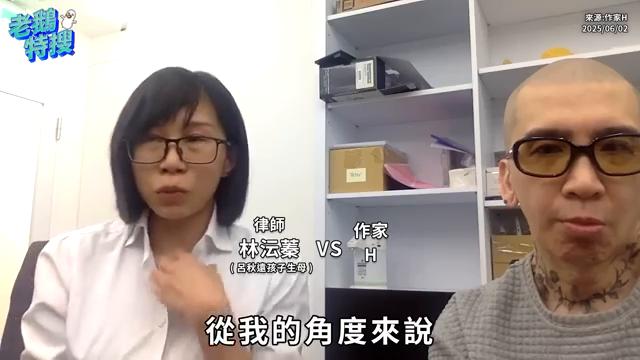 老鵝
特搜
來源:作家H
2025/06/02
律師
林沄蓁
(呂秋遠孩子生母)
VS
作家
H
從我的角度來說